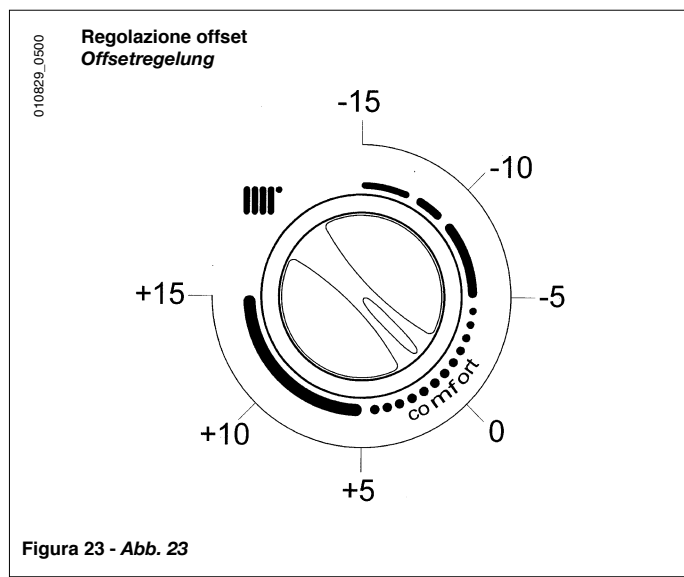 010829_0500
Regolazione offset
Offsetregelung
-15
-10
+15
-5
comfort
+10
0
+5
Figura 23 - Abb. 23